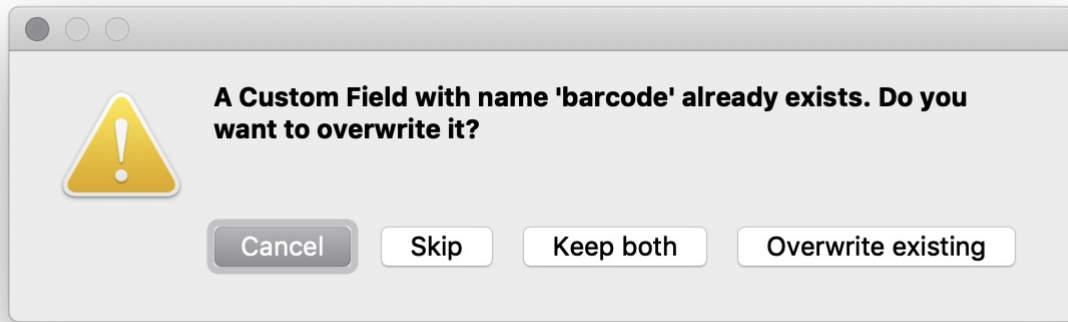 A Custom Field with name 'barcode' already exists. Do you
want to overwrite it?
Cancel Skip Keep both Overwrite existing